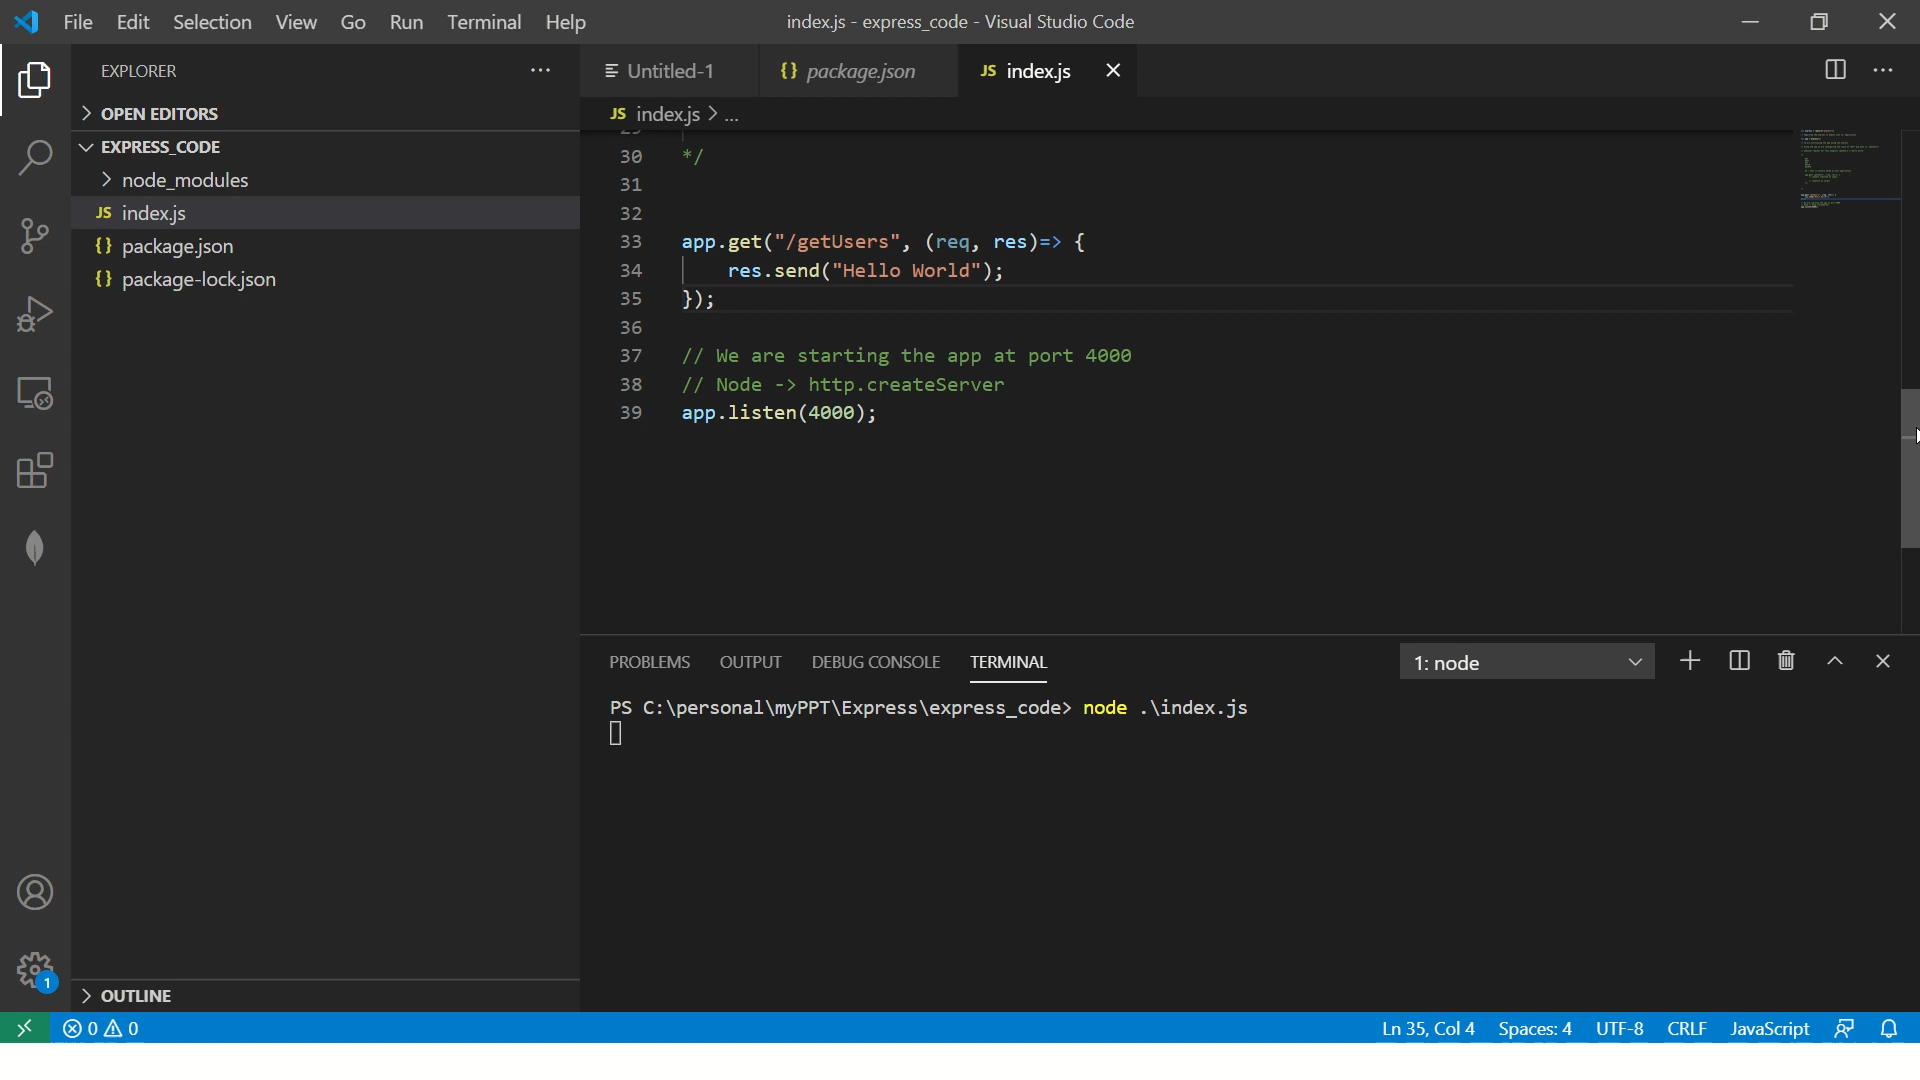 File Edit Selection View Go Run Terminal Help index.js - express_code - Visual Studio Code
EXPLORER
OPEN EDITORS
EXPRESS_CODE
node_modules
JS index.js
{} package.json
{} package-lock.json
OUTLINE
Untitled-1 {} package.json JS index.js
JS index.js > ...
30 */
31
32
33 app.get("/getUsers", (req, res)=> {
34 res.send("Hello World");
35 });
36
37 // We are starting the app at port 4000
38 // Node -> http.createServer
39 app.listen(4000);
PROBLEMS OUTPUT DEBUG CONSOLE TERMINAL 1: node
PS C:\personal\myPPT\Express\express_code> node .\index.js
1
0 0 Ln 35, Col 4 Spaces: 4 UTF-8 CRLF JavaScript